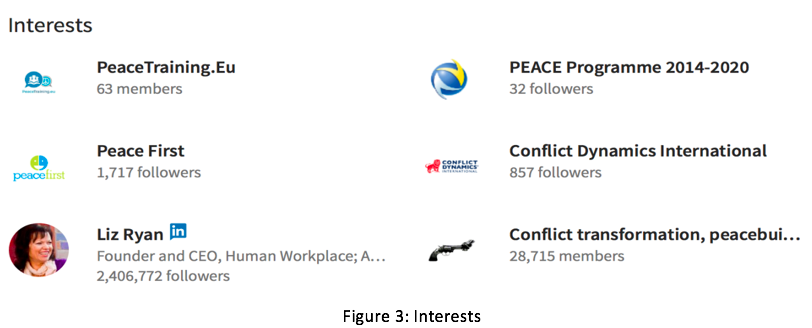 Interests
PeaceTraining.Eu
63 members
PEACE Programme 2014-2020
32 followers
PeaceTraining.eu
Peace First
1,717 followers
peacefirst
Conflict Dynamics International
857 followers
CONFLICT
DYNAMICS
INTERNATIONAL
Liz Ryan in
Founder and CEO, Human Workplace; A...
2,406,772 followers
Conflict transformation, peacebui...
28,715 members
Figure 3: Interests